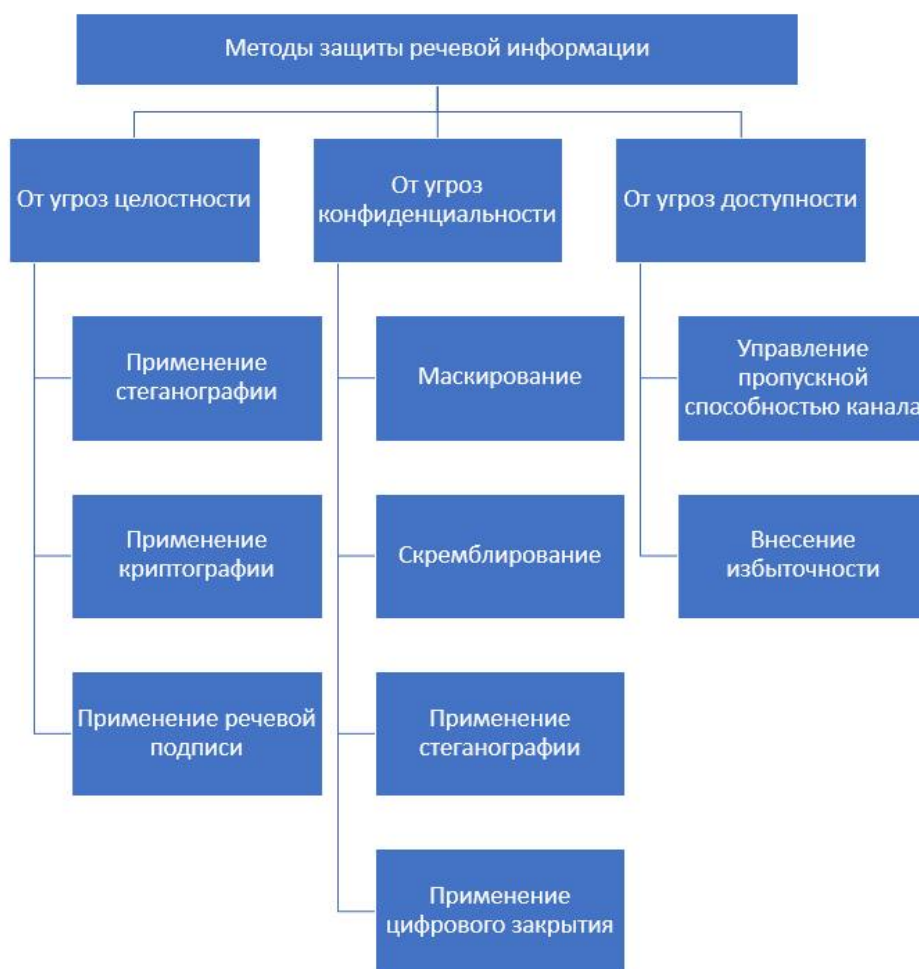 Методы защиты речевой информации
От угроз целостности
От угроз
конфиденциальности
От угроз доступности
Применение
стеганографии
Применение
криптографии
Применение речевой
подписи
Маскирование
Скремблирование
Применение
стеганографии
Применение
цифрового закрытия
Управление
пропускной
способностью канала
Внесение
избыточности